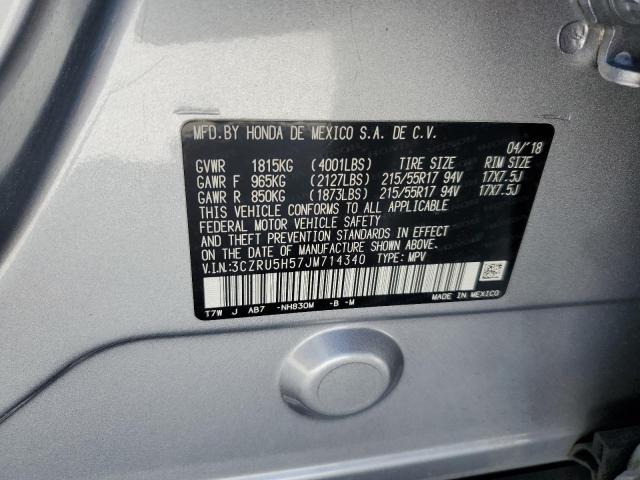 MFD.BY HONDA DE MEXICO S.A. DE C.V.
04/'18
GVWR 1815KG (4001LBS) TIRE SIZE RIM SIZE
GAWR F 965KG (2127LBS) 215/55R17 94V 17X7.5J
GAWR R 850KG (1873LBS) 215/55R17 94V 17X7.5J
THIS VEHICLE CONFORMS TO ALL APPLICABLE
FEDERAL MOTOR VEHICLE SAFETY AND
THEFT PREVENTION STANDARDS IN EFFECT
ON THE DATE OF MANUFACTURE SHOWN ABOVE.
V.I.N:3CZRU5H57JM714340 TYPE: MPV
T7W J AB7 -NH830M -B -M
MADE IN MEXICO